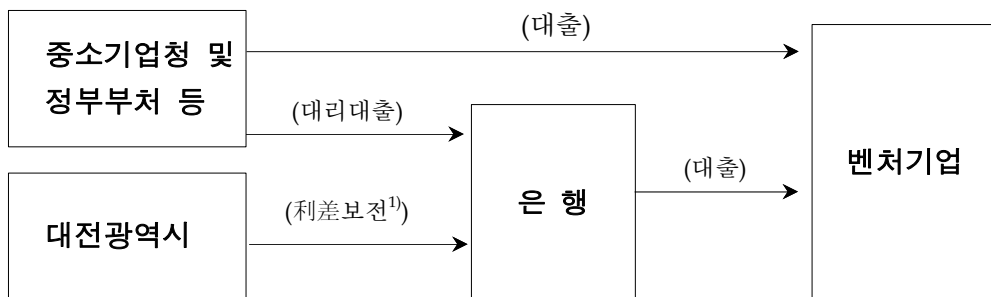 (대출)
중소기업청 및
정부부처 등
(대리대출)
벤처기업
(대출)
은 행
(利差보전1))
대전광역시